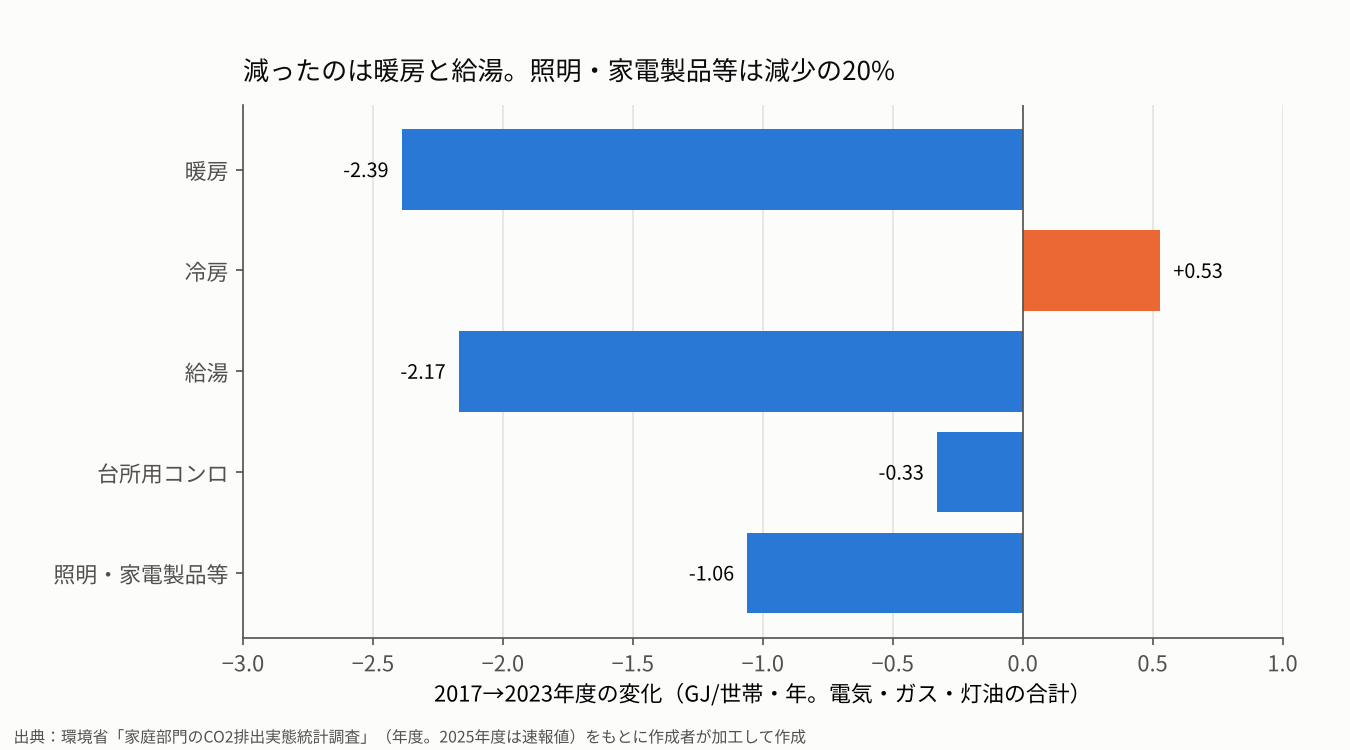 減ったのは暖房と給湯。照明・家電製品等は減少の20%
暖房
-2.39
冷房
+0.53
給湯
-2.17
台所用コンロ
-0.33
照明・家電製品等
-1.06
−3.0 −2.5 −2.0 −1.5 −1.0 −0.5 0.0 0.5 1.0
2017→2023年度の変化（GJ/世帯・年。電気・ガス・灯油の合計）
出典：環境省「家庭部門のCO2排出実態統計調査」（年度。2025年度は速報値）をもとに作成者が加工して作成